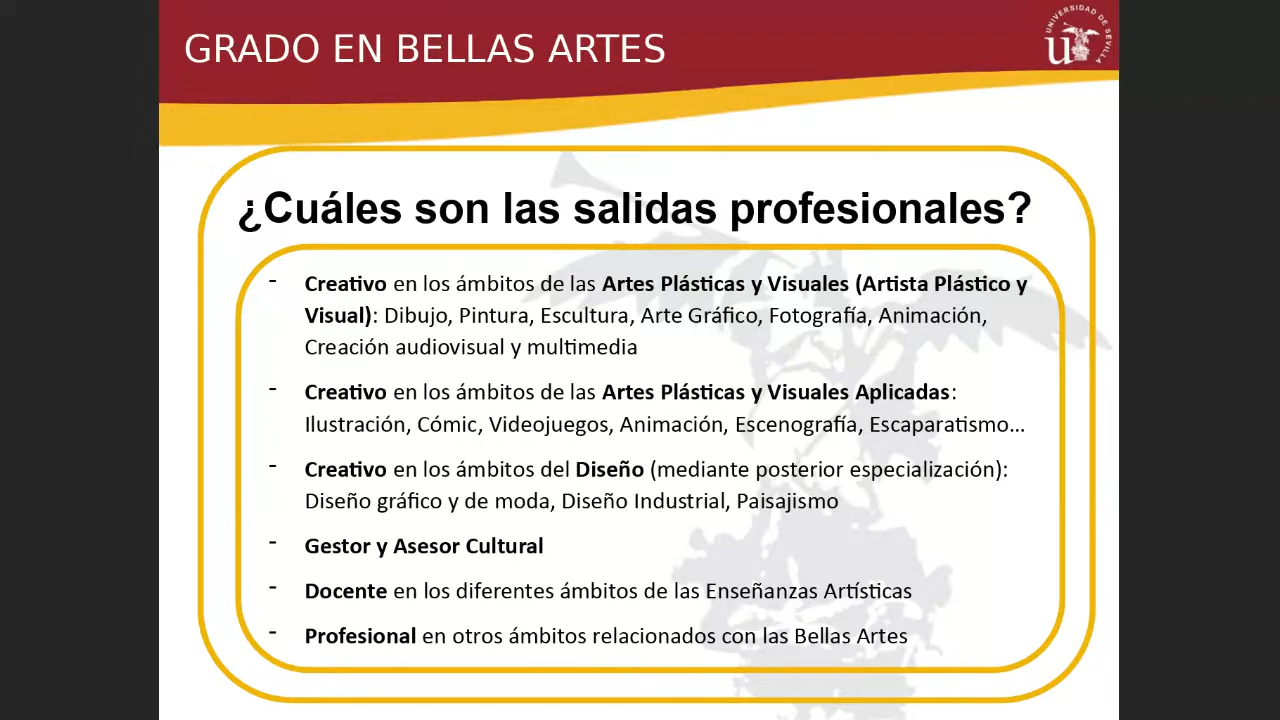 GRADO EN BELLAS ARTES
UNIVERSIDAD DE SEVILLA
¿Cuáles son las salidas profesionales?
- Creativo en los ámbitos de las Artes Plásticas y Visuales (Artista Plástico y
Visual): Dibujo, Pintura, Escultura, Arte Gráfico, Fotografía, Animación,
Creación audiovisual y multimedia
- Creativo en los ámbitos de las Artes Plásticas y Visuales Aplicadas:
Ilustración, Cómic, Videojuegos, Animación, Escenografía, Escaparatismo...
- Creativo en los ámbitos del Diseño (mediante posterior especialización):
Diseño gráfico y de moda, Diseño Industrial, Paisajismo
- Gestor y Asesor Cultural
- Docente en los diferentes ámbitos de las Enseñanzas Artísticas
- Profesional en otros ámbitos relacionados con las Bellas Artes